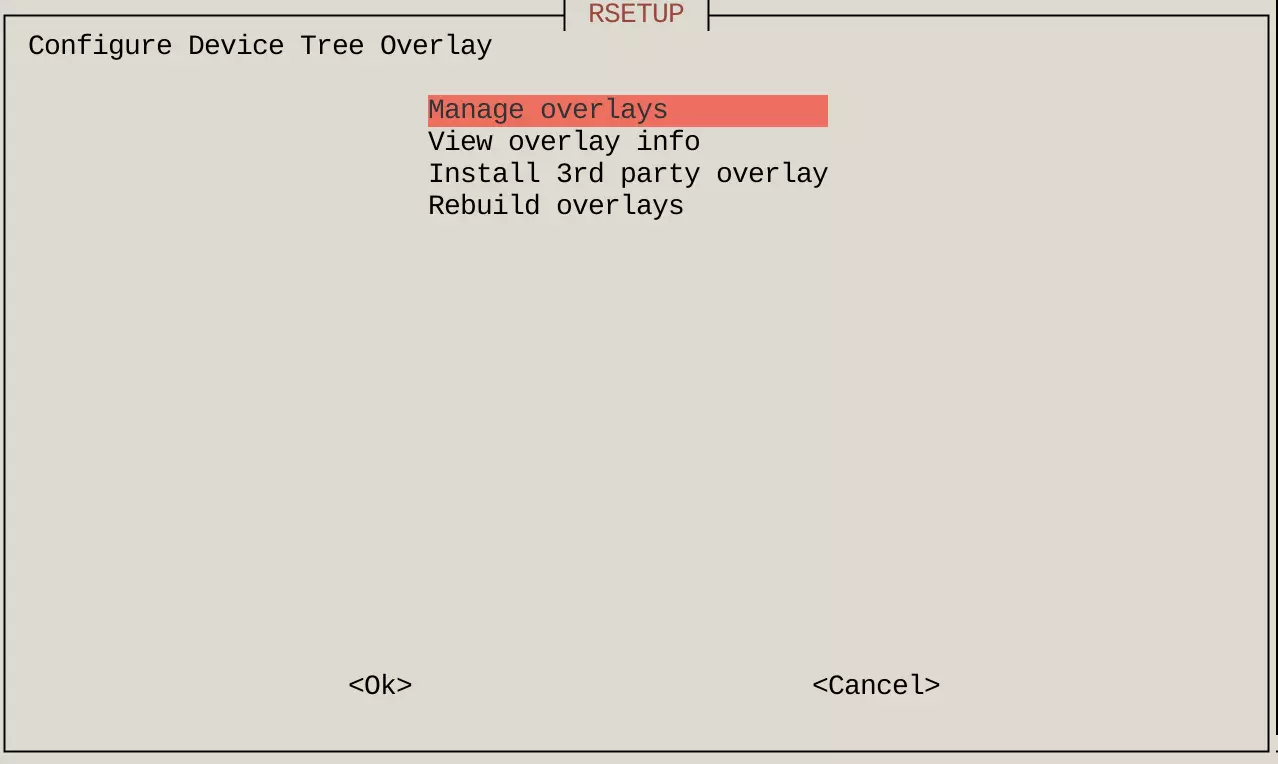 RSETUP
Configure Device Tree Overlay
Manage overlays
View overlay info
Install 3rd party overlay
Rebuild overlays
<Ok> <Cancel>